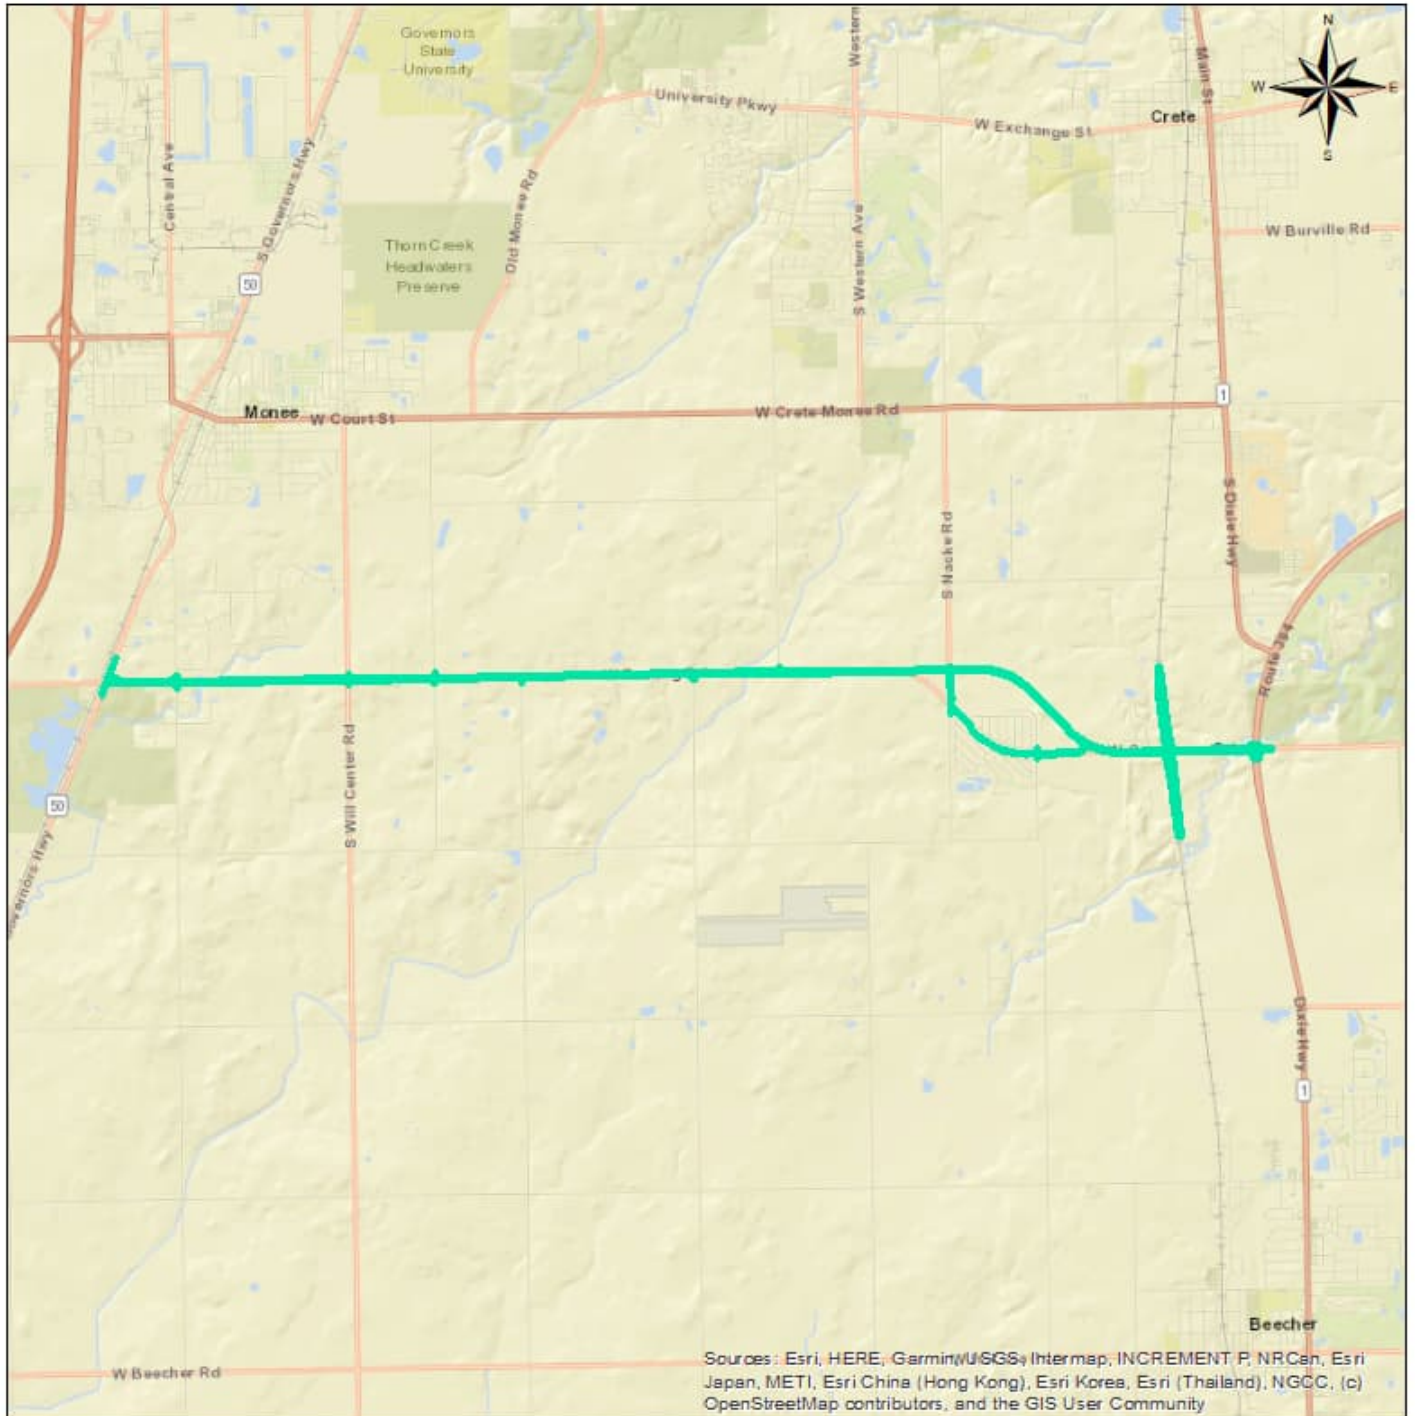 Governors
State
University
Western
Main St
N
W
E
S
University Pkwy
W Exchange St
Crete
Central Ave
S Governors Hwy
Old Monee Rd
S Western Ave
W Burville Rd
Thorn Creek
Headwaters
Preserve
50
1
Monee
W Court St
W Crete Monee Rd
S Dixie Hwy
S Nacke Rd
Route 394
S Will Center Rd
50
Dixie Hwy
1
Beecher
W Beecher Rd
Sources: Esri, HERE, Garmin, USGS, Intermap, INCREMENT P, NRCan, Esri
Japan, METI, Esri China (Hong Kong), Esri Korea, Esri (Thailand), NGCC, (c)
OpenStreetMap contributors, and the GIS User Community